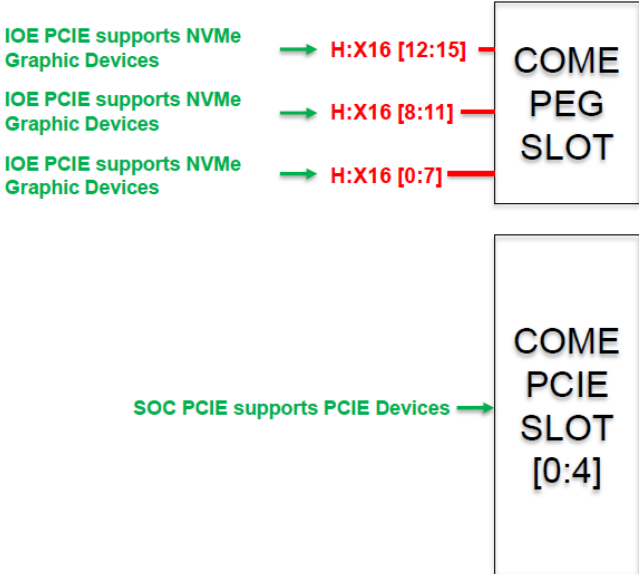 IOE PCIE supports NVMe
Graphic Devices
H:X16 [12:15]
IOE PCIE supports NVMe
Graphic Devices
H:X16 [8:11]
IOE PCIE supports NVMe
Graphic Devices
H:X16 [0:7]
COME
PEG
SLOT
SOC PCIE supports PCIE Devices
COME
PCIE
SLOT
[0:4]